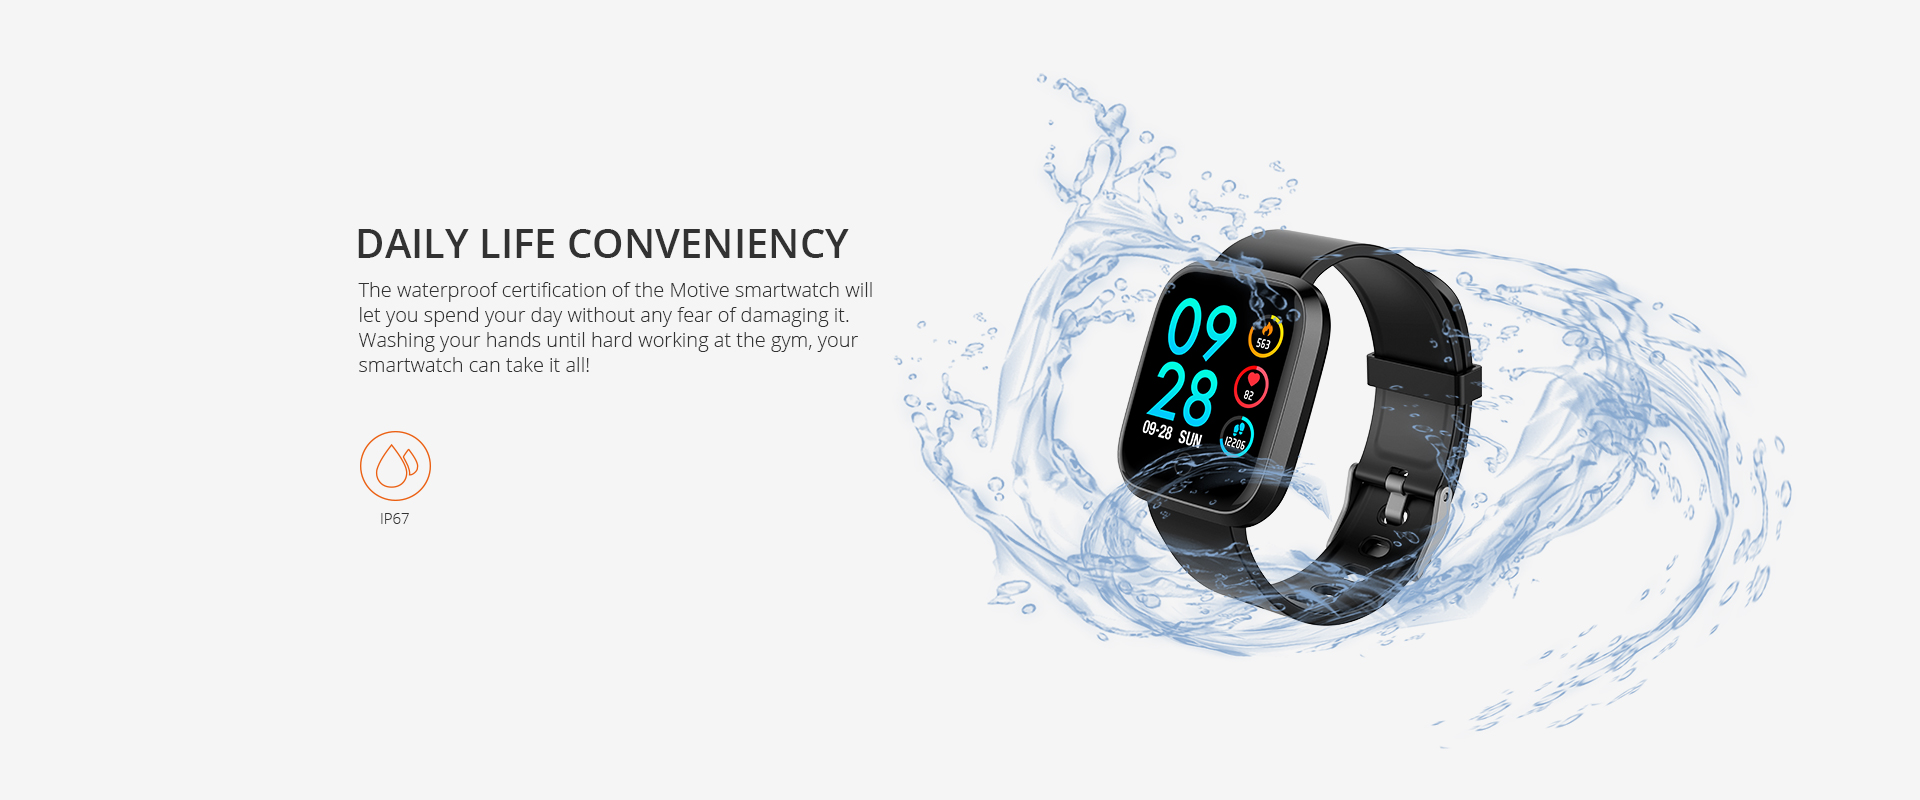 DAILY LIFE CONVENIENCY
The waterproof certification of the Motive smartwatch will
let you spend your day without any fear of damaging it.
Washing your hands until hard working at the gym, your
smartwatch can take it all!
IP67
09
28
09-28 SUN
563
82
12206